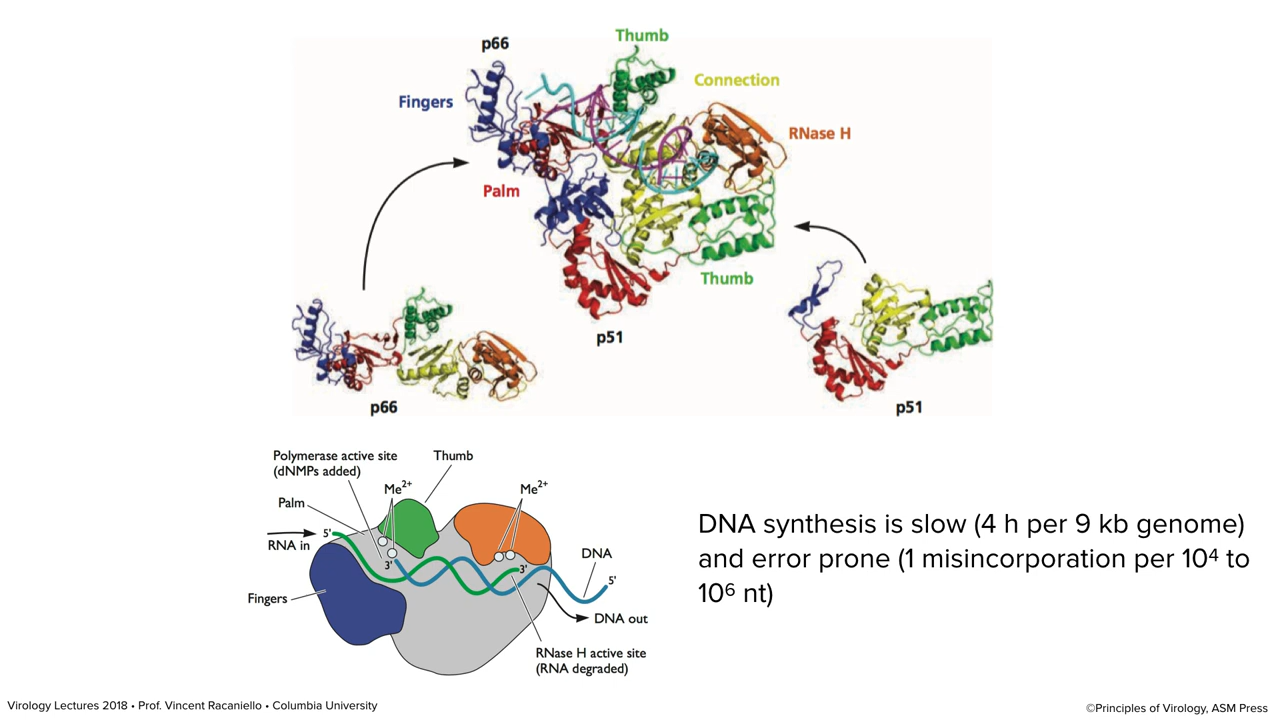 p66
Thumb
Connection
Fingers
RNase H
Palm
Thumb
p51
p66
p51
Polymerase active site
(dNMPs added)
Thumb
Me2+
Me2+
Palm
5'
RNA in
3'
3'
DNA
5'
Fingers
DNA out
RNase H active site
(RNA degraded)
DNA synthesis is slow (4 h per 9 kb genome)
and error prone (1 misincorporation per 10⁴ to
10⁶ nt)
Virology Lectures 2018 • Prof. Vincent Racaniello • Columbia University
©Principles of Virology, ASM Press